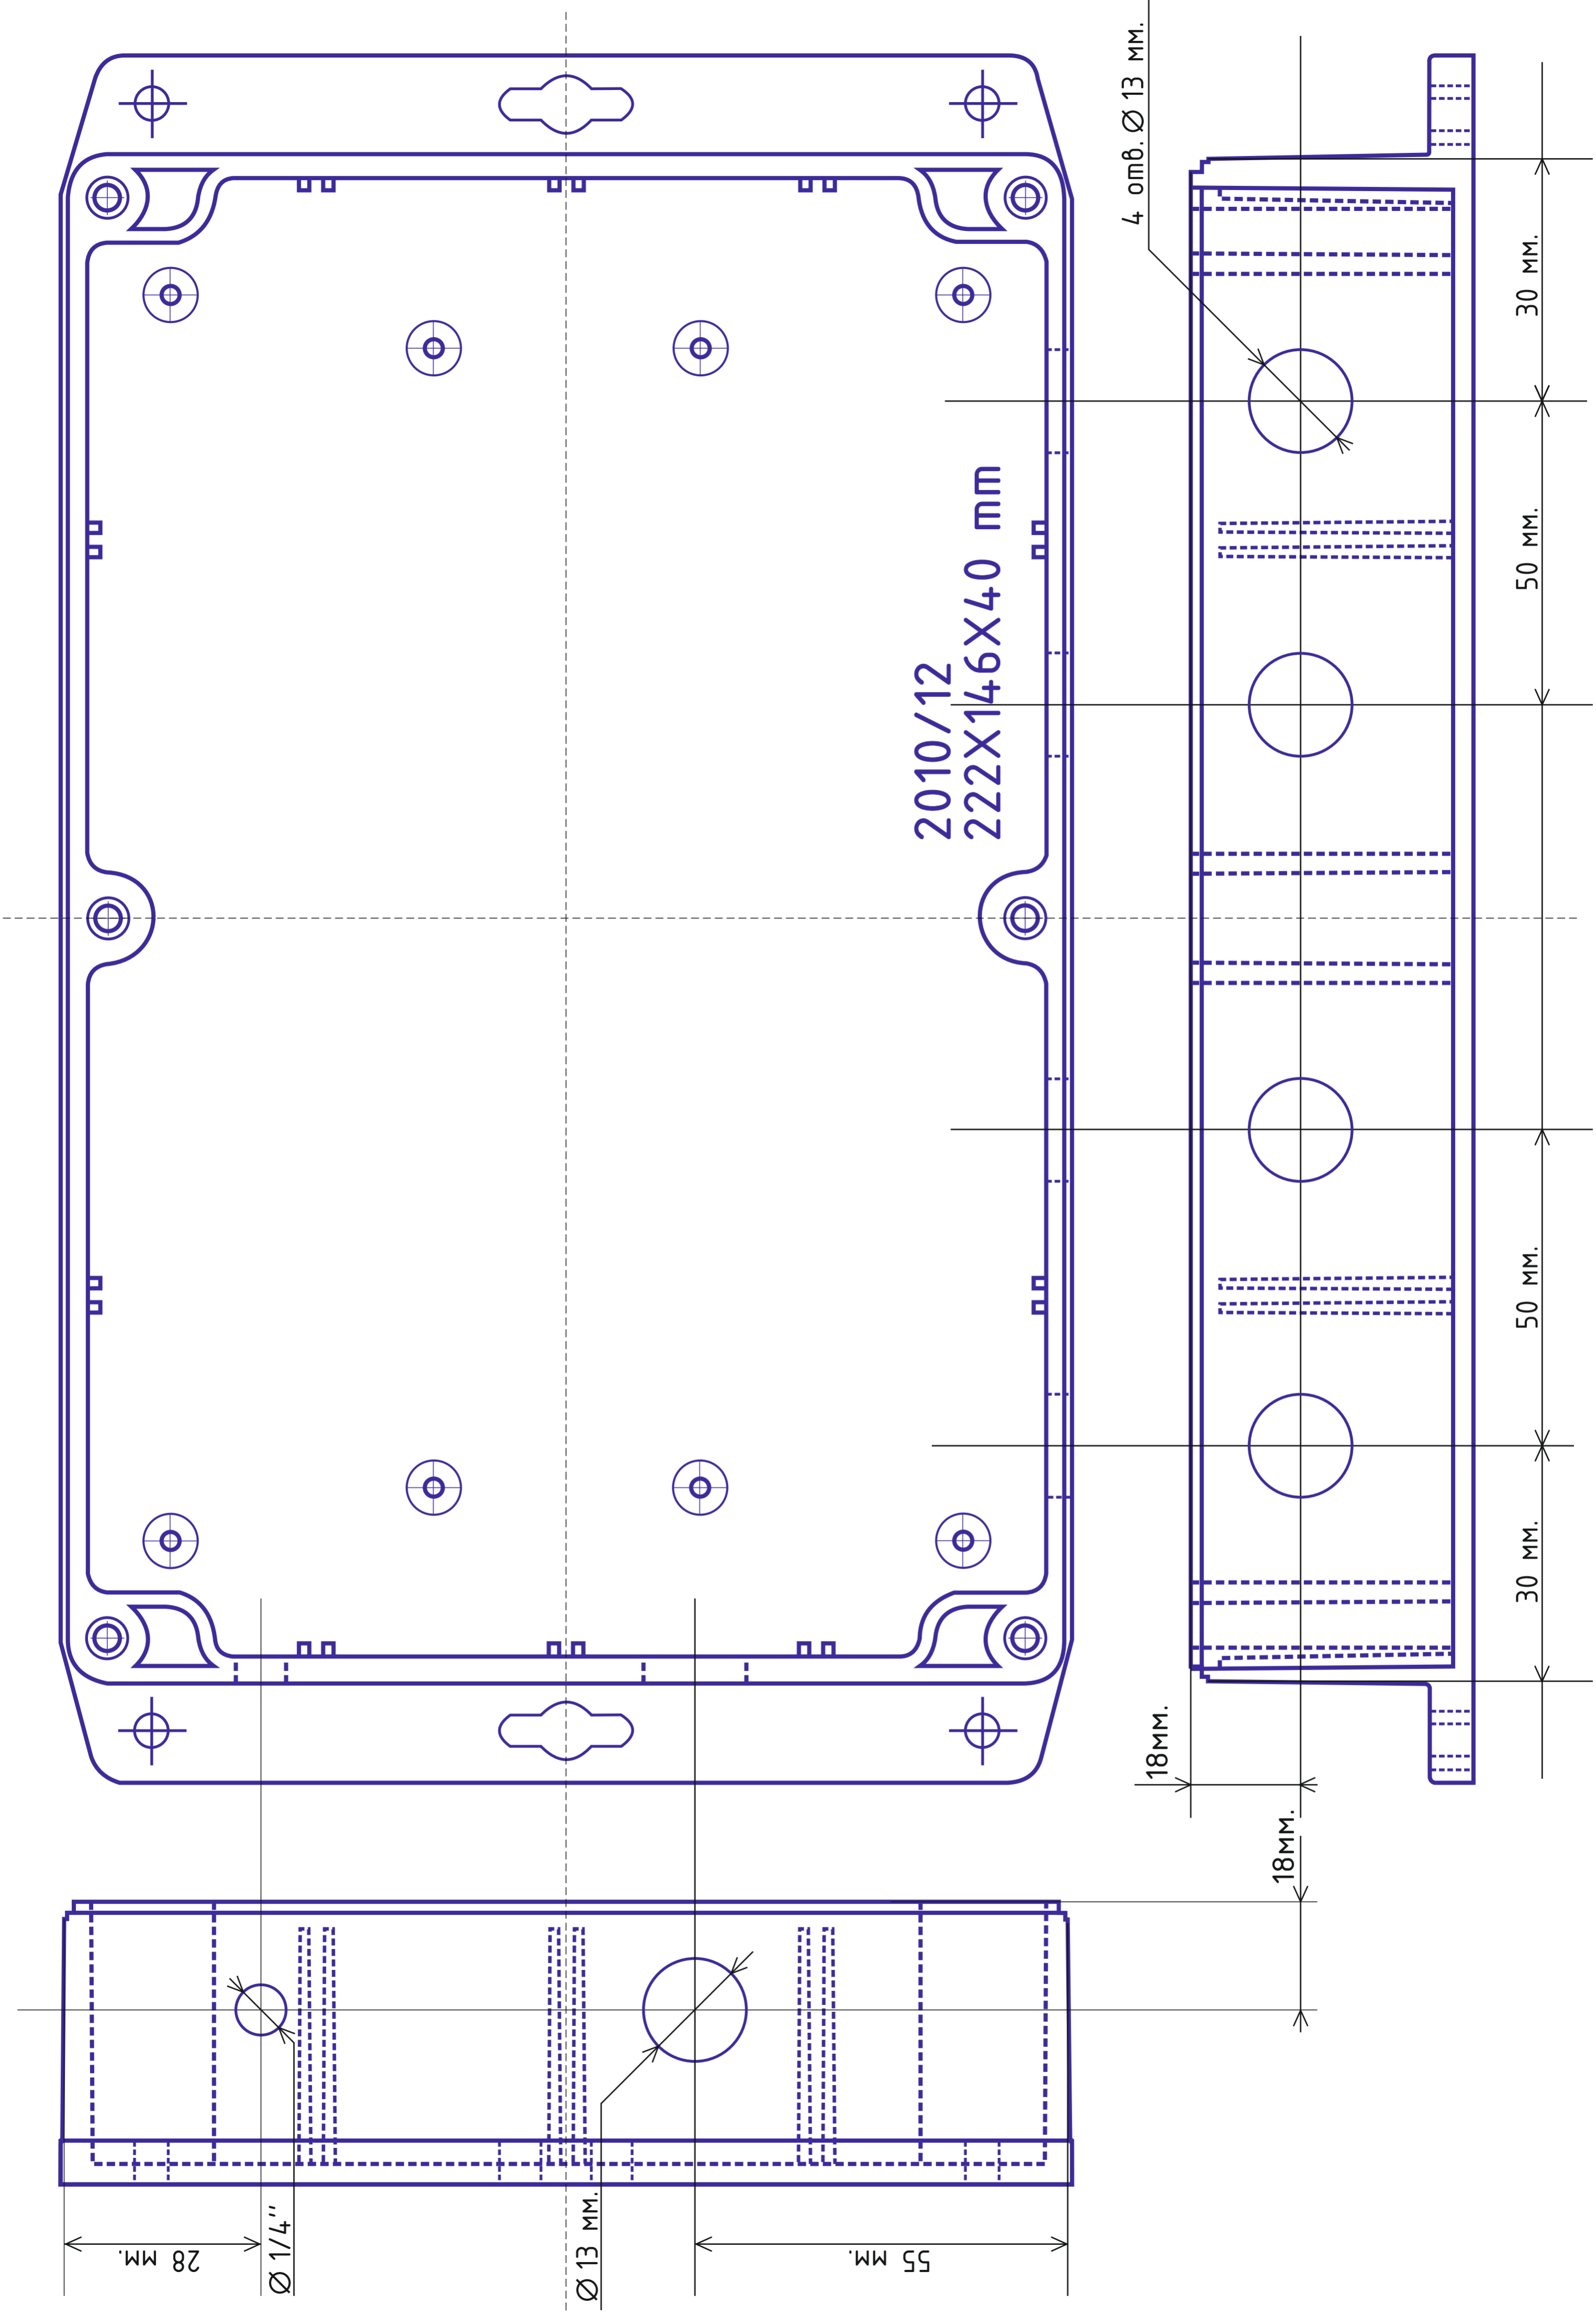 4 отв. Ø 13 мм.
30 мм.
50 мм.
2010/12
222X146X40 mm
50 мм.
30 мм.
18мм.
18мм.
28 мм.
Ø 1/4''
Ø 13 мм.
55 мм.